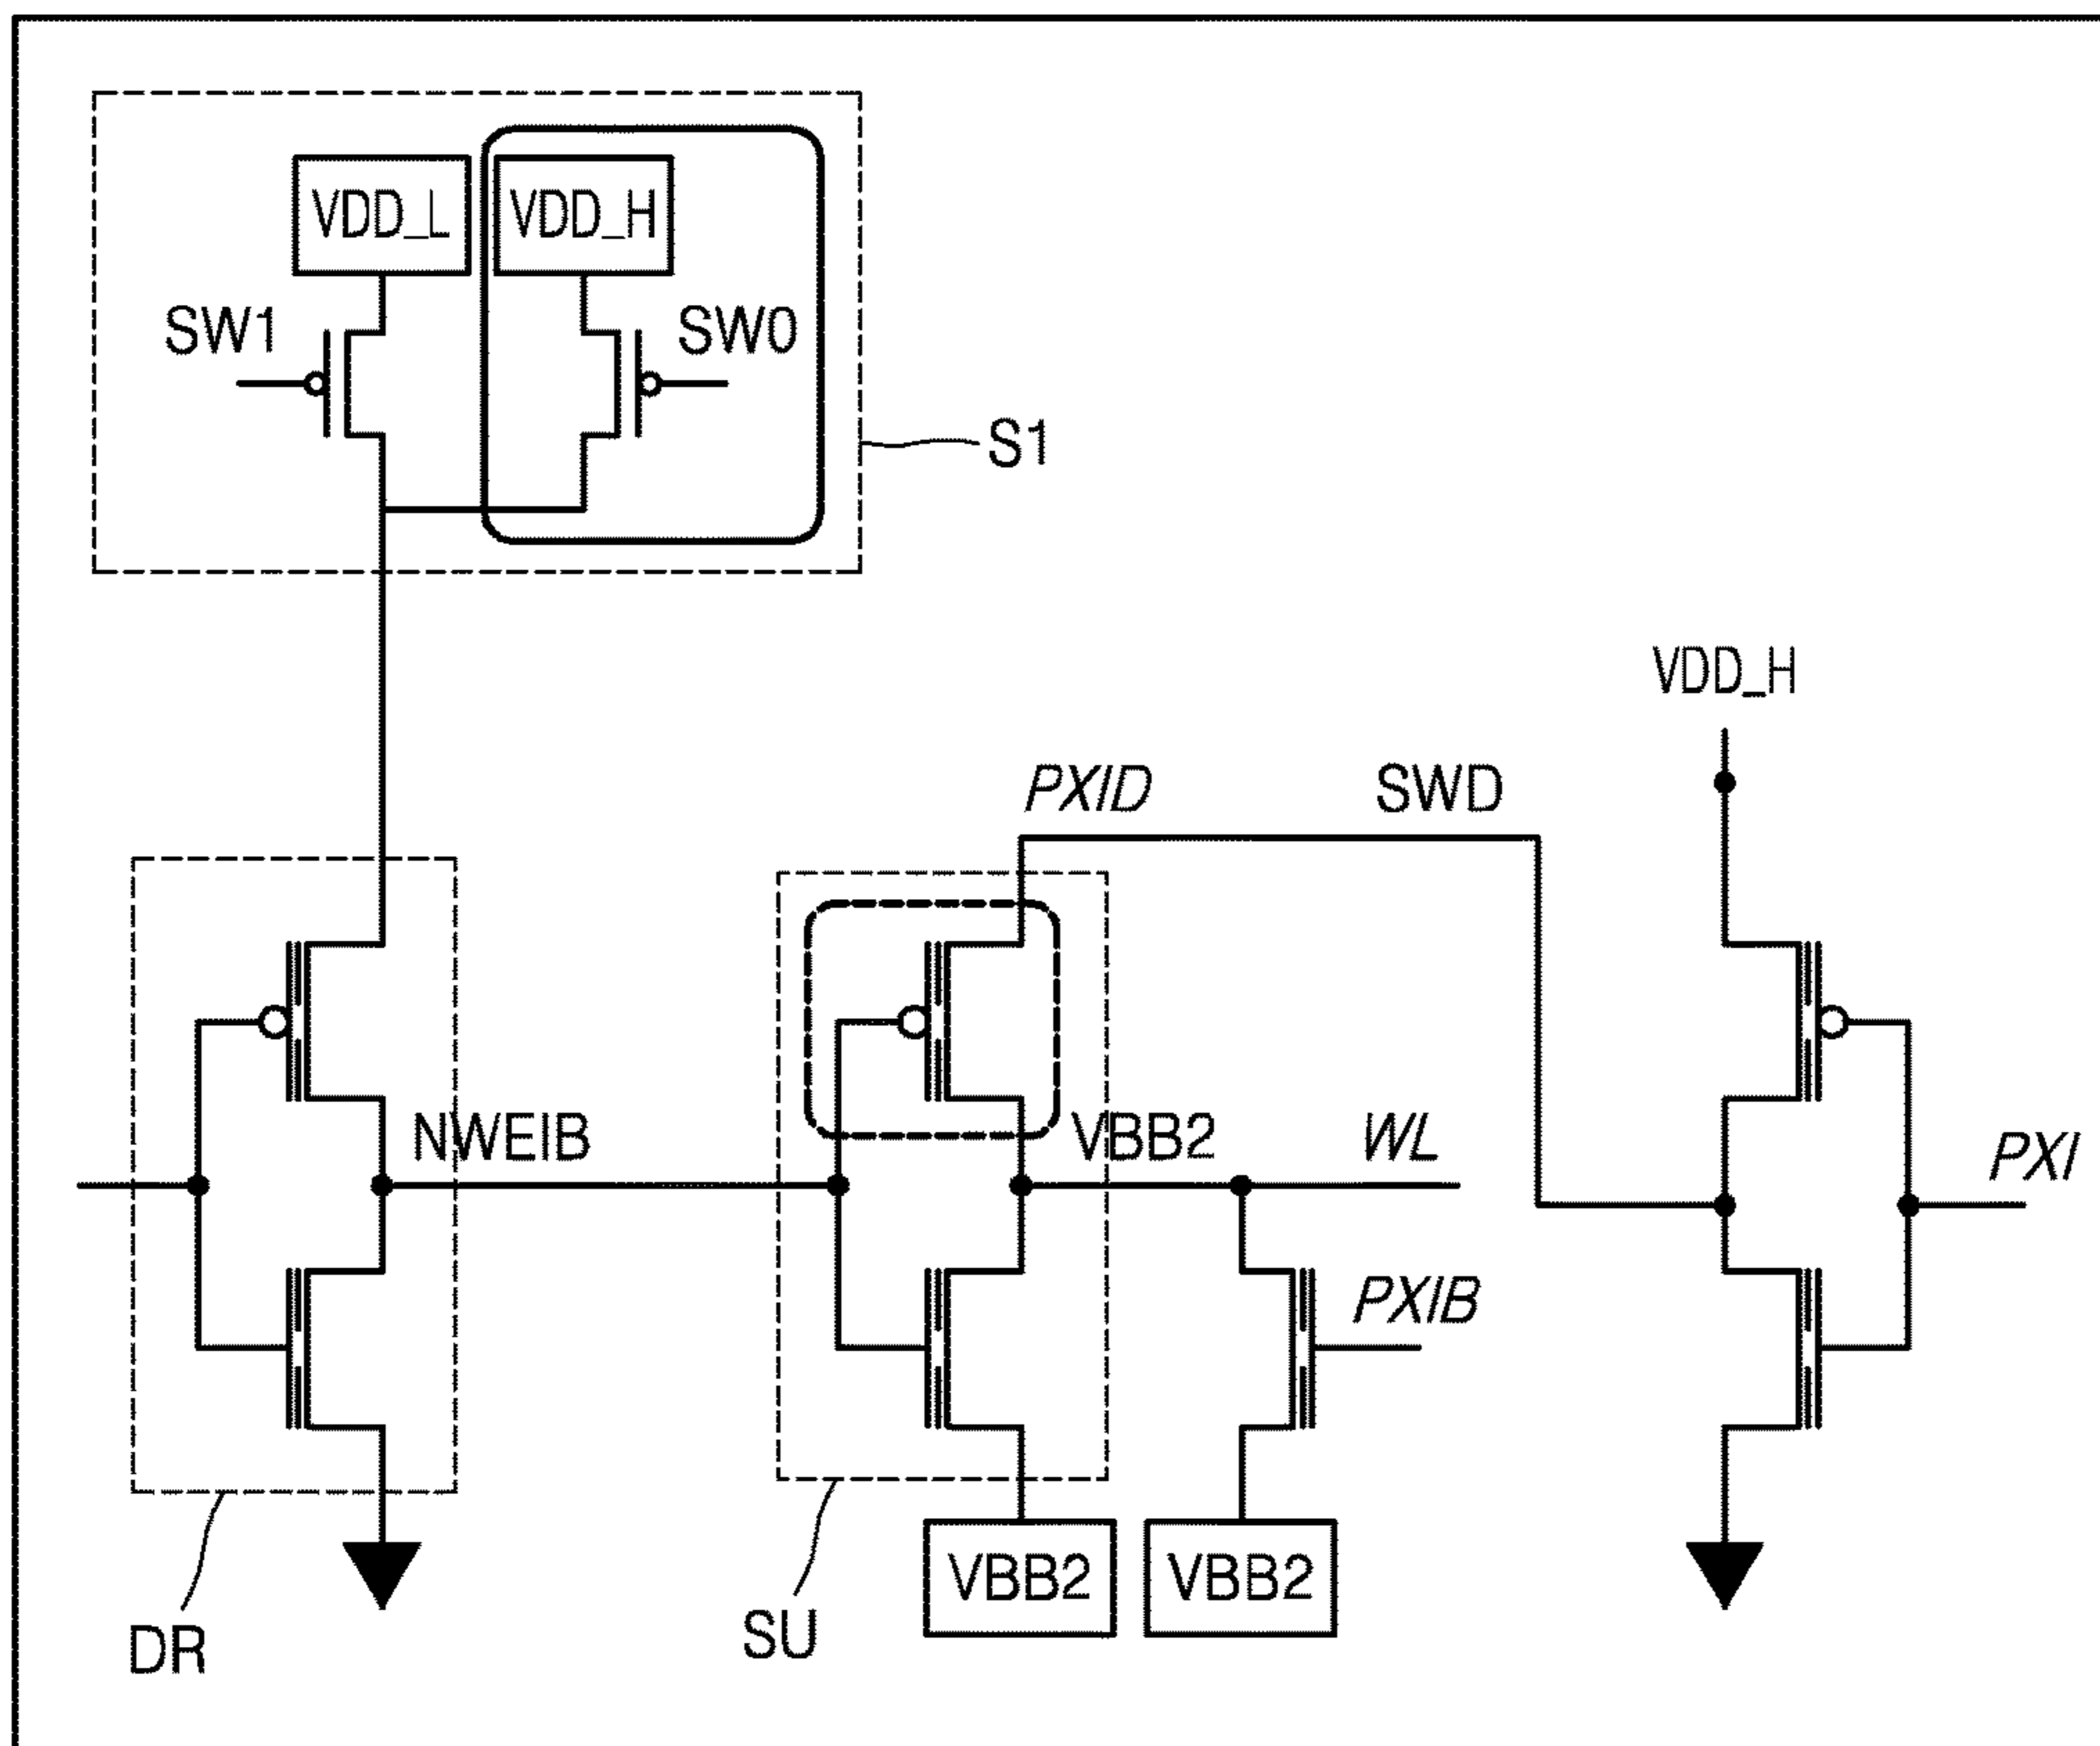 VDD_L
VDD_H
SW1
SW0
S1
VDD_H
PXID
SWD
NWEIB
VBB2
WL
PXI
PXIB
VBB2
VBB2
DR
SU